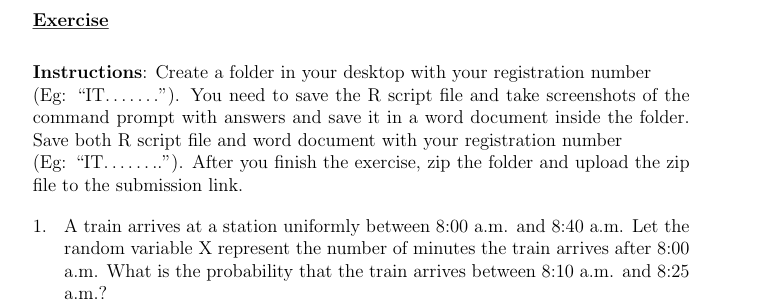 Exercise
Instructions: Create a folder in your desktop with your registration number
(Eg: “IT.......”). You need to save the R script file and take screenshots of the
command prompt with answers and save it in a word document inside the folder.
Save both R script file and word document with your registration number
(Eg: “IT........”). After you finish the exercise, zip the folder and upload the zip
file to the submission link.
1. A train arrives at a station uniformly between 8:00 a.m. and 8:40 a.m. Let the
random variable X represent the number of minutes the train arrives after 8:00
a.m. What is the probability that the train arrives between 8:10 a.m. and 8:25
a.m.?